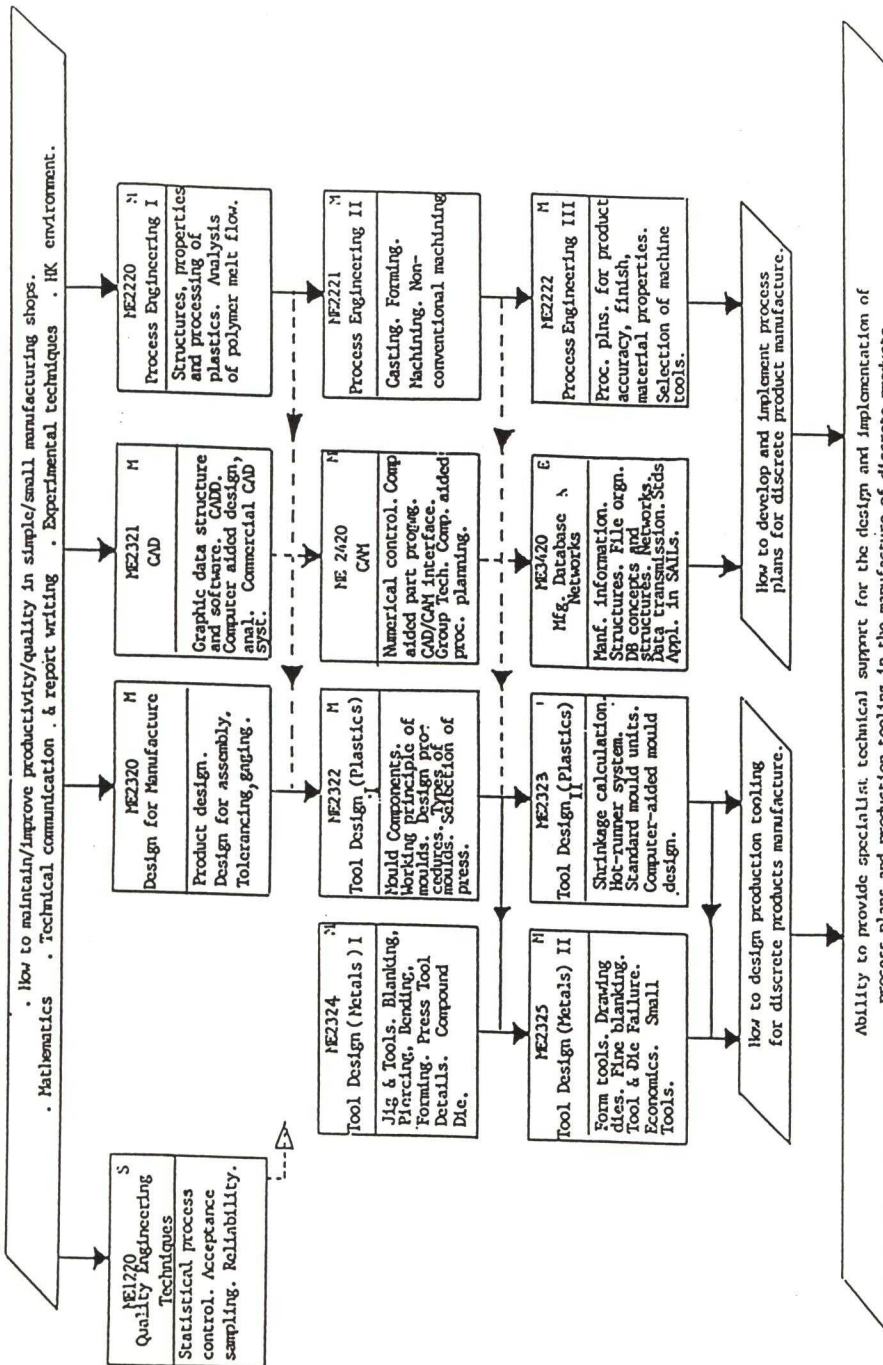 . How to maintain/improve productivity/quality in simple/small manufacturing shops.
. Mathematics . Technical communication . & report writing . Experimental techniques . HK environment.
ME1220 S
Quality Engineering
Techniques
Statistical process
control. Acceptance
sampling. Reliability.
ME2320 M
Design for Manufacture
Product design.
Design for assembly.
Tolerancing, gaging.
ME2321 M
CAD
Graphic data structure
and software. CADD.
Computer aided design,
anal. Commercial CAD
syst.
ME2220 M
Process Engineering I
Structures, properties
and processing of
plastics. Analysis
of polymer melt flow.
ME2324 M
Tool Design (Metals) I
Jig & Tools. Blanking,
Piercing, Bending,
Forming. Press Tool
Details. Compound
Die.
ME2322 M
Tool Design (Plastics)
I
Mould Components.
Working principle of
moulds. Design pro-
cedures. Types of
moulds. Selection of
press.
ME 2420 M
CAM
Numerical control. Comp
aided part progmg.
CAD/CAM interface.
Group Tech. Comp. aided
proc. planning.
ME2221 M
Process Engineering II
Casting. Forming.
Machining. Non-
conventional machining
ME2325 M
Tool Design (Metals) II
Form tools. Drawing
dies. Fine blanking.
Tool & Die Failure.
Economics. Small
Tools.
ME2323
Tool Design (Plastics)
II
Shrinkage calculation.
Hot-runner system.
Standard mould units.
Computer-aided mould
design.
ME3420 E
Mfg. Database &
Networks
Manf. information.
Structures. File orgn.
DB concepts and
structures. Networks.
Data transmission. Stds
Appl. in SAILs.
ME2222 M
Process Engineering III
Proc. plns. for product
accuracy, finish,
material properties.
Selection of machine
tools.
How to design production tooling
for discrete products manufacture.
How to develop and implement process
plans for discrete product manufacture.
Ability to provide specialist technical support for the design and implementation of
process plans and production tooling in the manufacture of discrete products